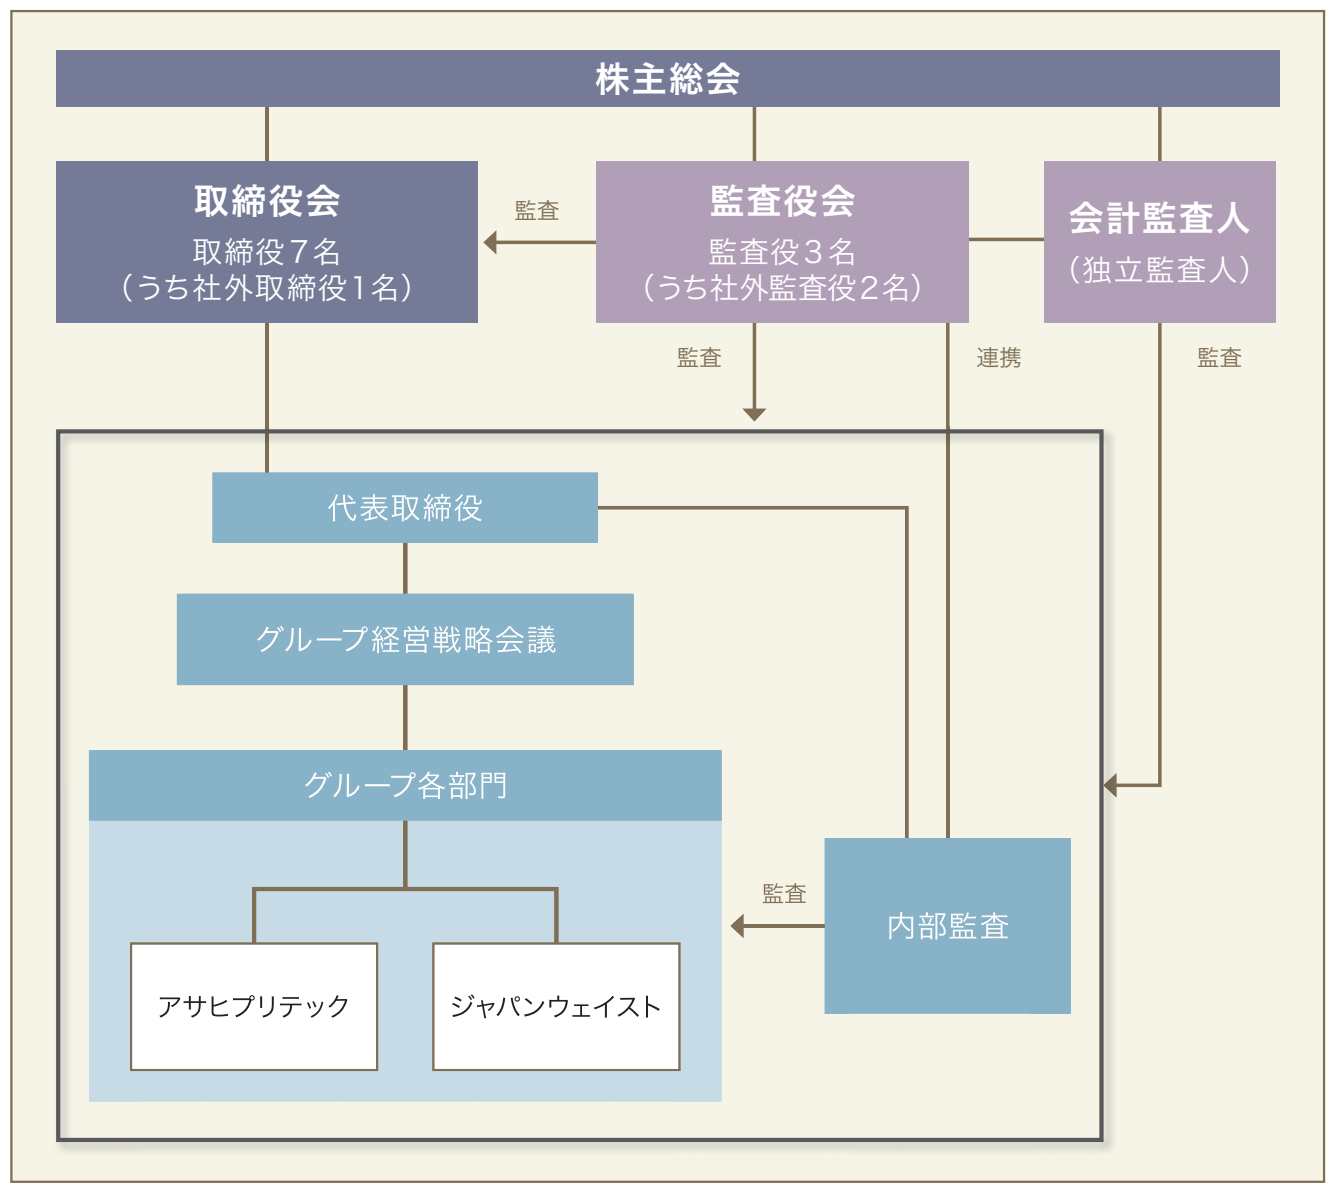 株主総会
取締役会
取締役７名
（うち社外取締役１名）
監査
監査役会
監査役３名
（うち社外監査役２名）
会計監査人
（独立監査人）
監査
連携
監査
代表取締役
グループ経営戦略会議
グループ各部門
監査
内部監査
アサヒプリテック
ジャパンウェイスト